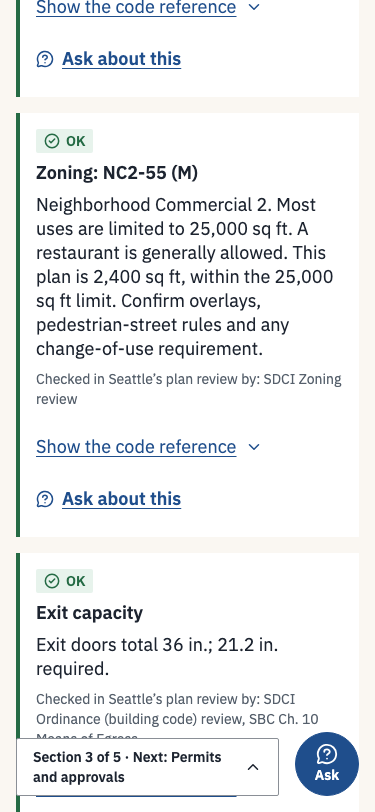 Show the code reference
Ask about this
OK
Zoning: NC2-55 (M)
Neighborhood Commercial 2. Most
uses are limited to 25,000 sq ft. A
restaurant is generally allowed. This
plan is 2,400 sq ft, within the 25,000
sq ft limit. Confirm overlays,
pedestrian-street rules and any
change-of-use requirement.
Checked in Seattle’s plan review by: SDCI Zoning
review
Show the code reference
Ask about this
OK
Exit capacity
Exit doors total 36 in.; 21.2 in.
required.
Checked in Seattle’s plan review by: SDCI
Ordinance (building code) review, SBC Ch. 10
Means of Egress
Section 3 of 5 · Next: Permits
and approvals
Ask